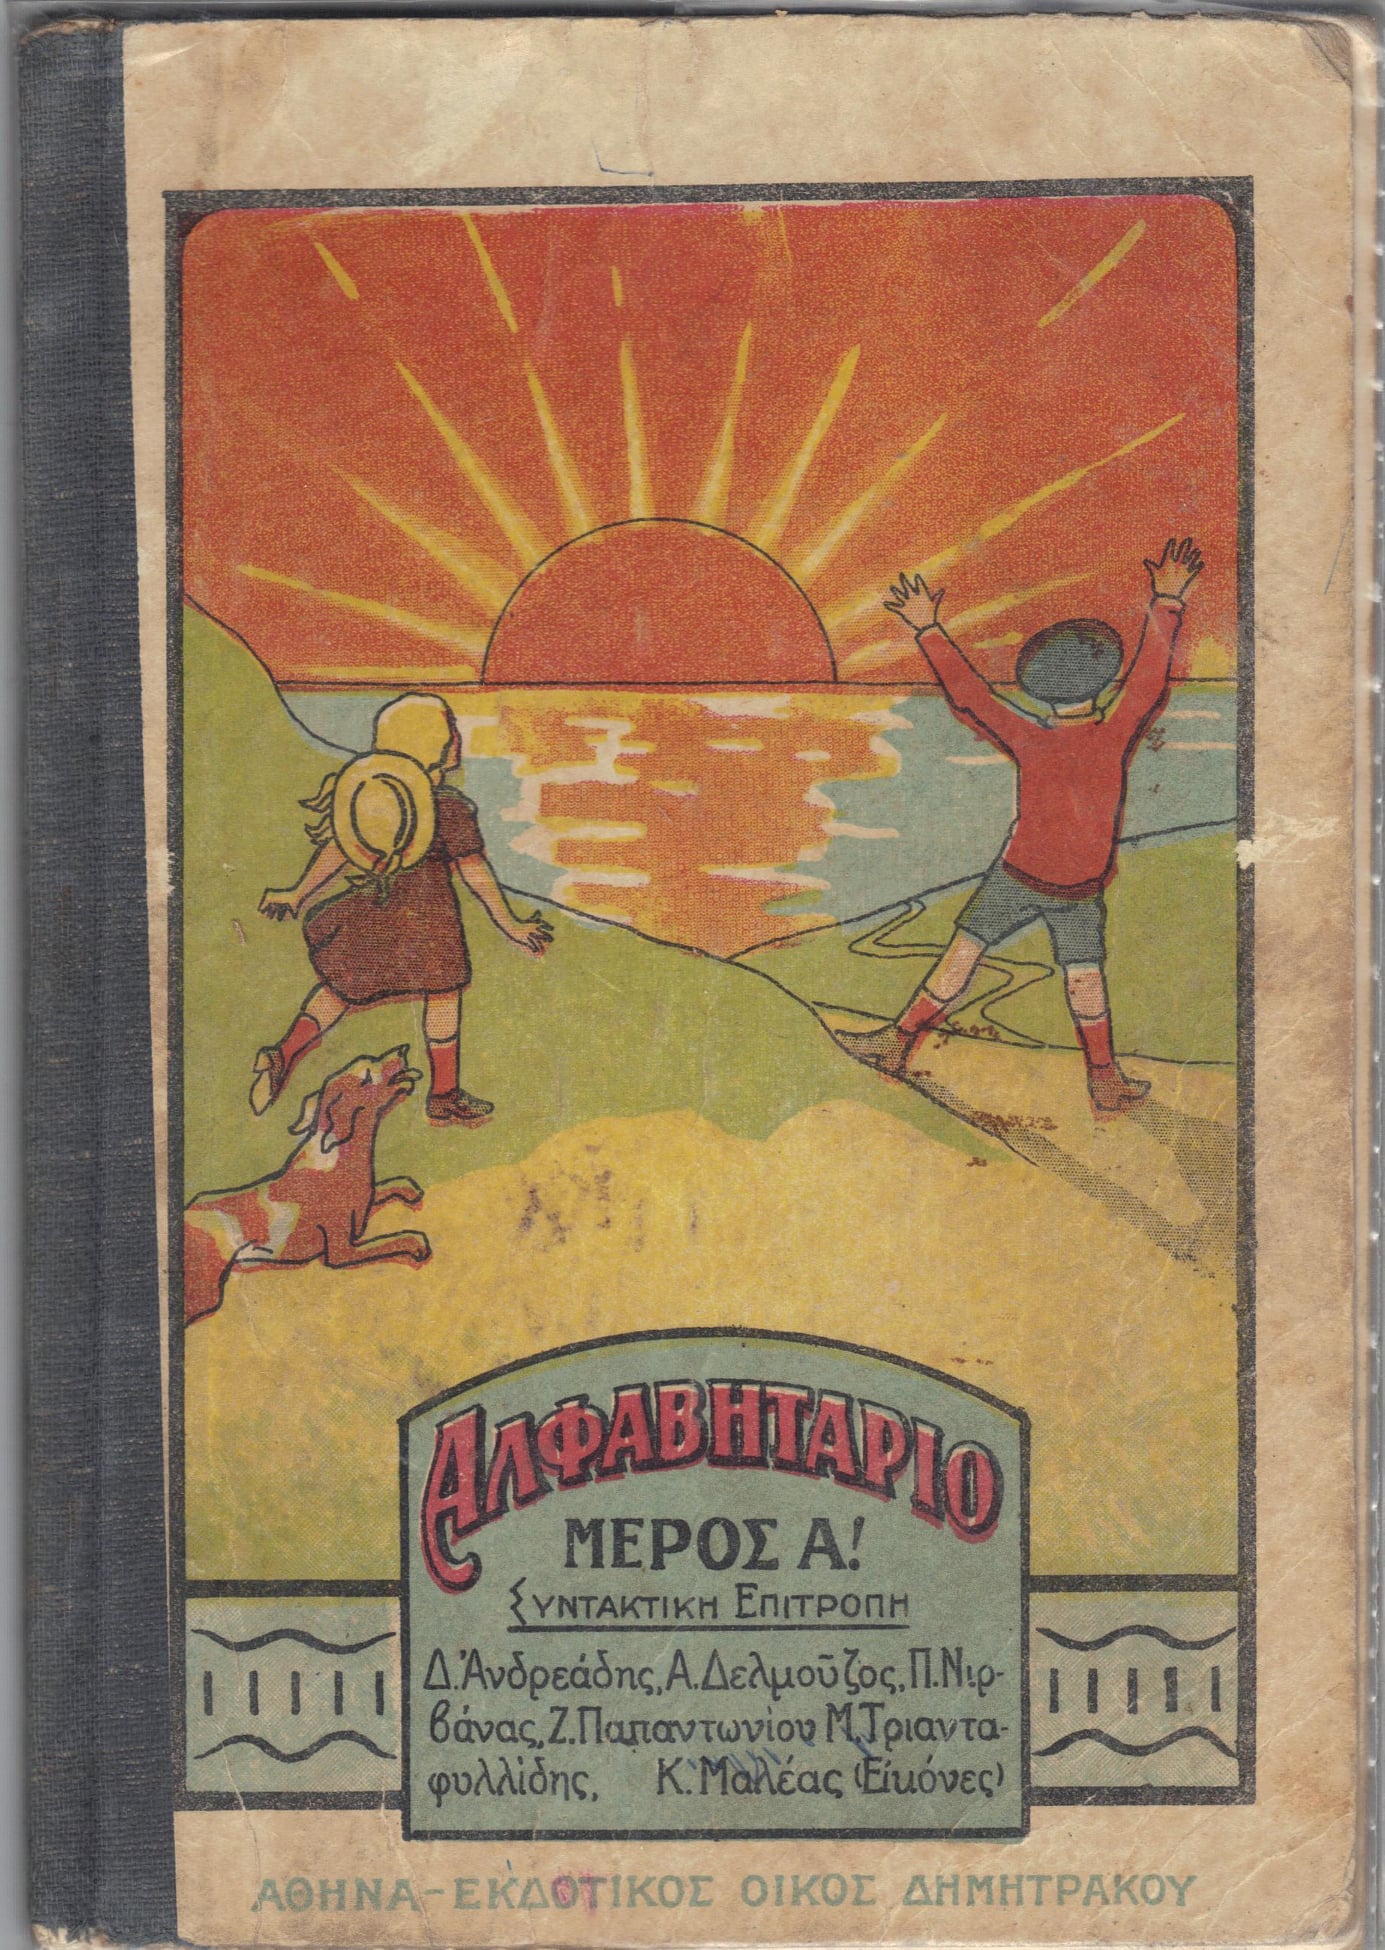 ΑΛΦΑΒΗΤΑΡΙΟ
ΜΕΡΟΣ Α!
ΣΥΝΤΑΚΤΙΚΗ ΕΠΙΤΡΟΠΗ
Δ. Ἀνδρεάδης, Α. Δελμοῦζος, Π. Νιρ-
βάνας, Ζ. Παπαντωνίου Μ. Τριαντα-
φυλλίδης, Κ. Μαλέας (Εἰκόνες)
ΑΘΗΝΑ-ΕΚΔΟΤΙΚΟΣ ΟΙΚΟΣ ΔΗΜΗΤΡΑΚΟΥ